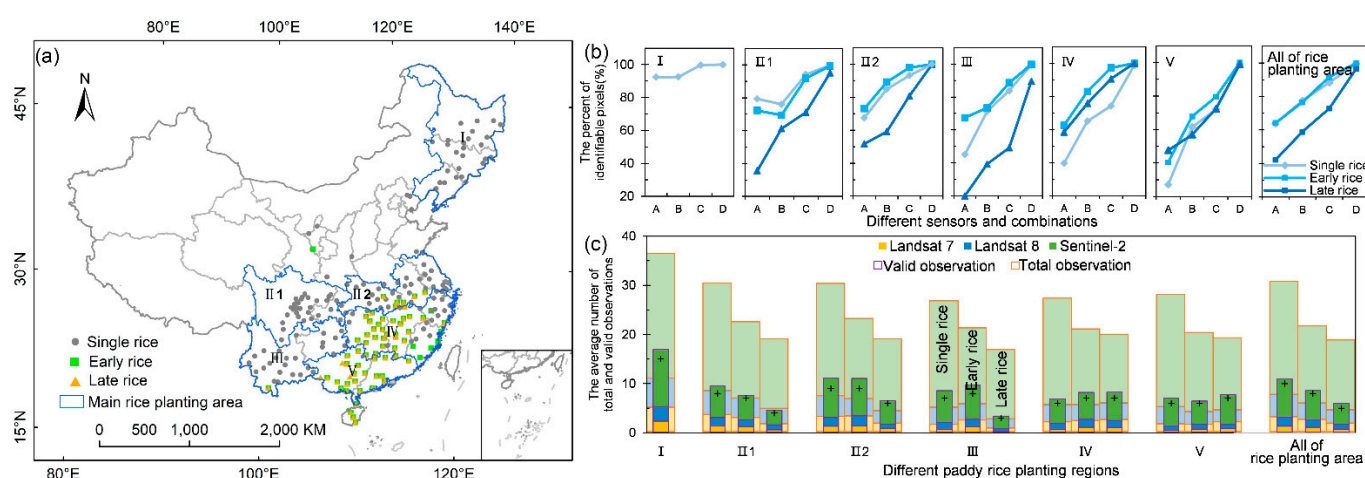 80° E
100° E
120° E
140° E
(a)
N
45°N
30°N
15°N
I
II1
II2
III
IV
V
Single rice
Early rice
Late rice
Main rice planting area
0 500 1,000 2,000 KM
80° E
100° E
120° E
(b)
The percent of
identifiable pixels(%)
100
80
60
40
20
I
II1
II2
III
IV
V
All of rice
planting area
Single rice
Early rice
Late rice
A B C D
A B C D
A B C D
A B C D
A B C D
A B C D
A B C D
Different sensors and combinations
(c)
The average number of
total and valid observations
40
30
20
10
0
Landsat 7 Landsat 8 Sentinel-2
Valid observation Total observation
Single rice
Early rice
Late rice
I II1 II2 III IV V All of
rice planting area
Different paddy rice planting regions